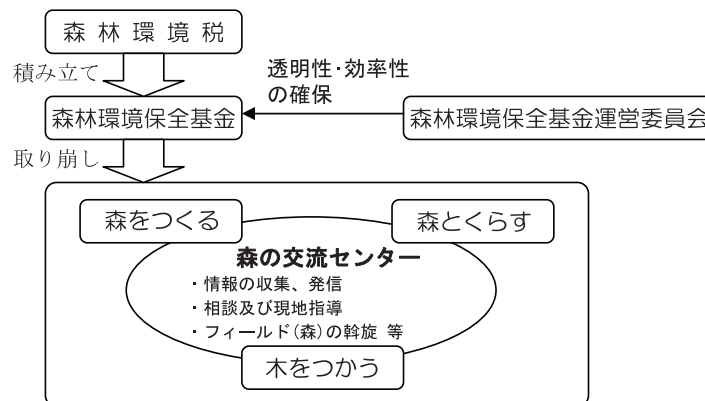 森林環境税
積み立て
透明性・効率性
の確保
森林環境保全基金
森林環境保全基金運営委員会
取り崩し
森をつくる
森とくらす
森の交流センター
・情報の収集、発信
・相談及び現地指導
・フィールド(森)の斡旋 等
木をつかう